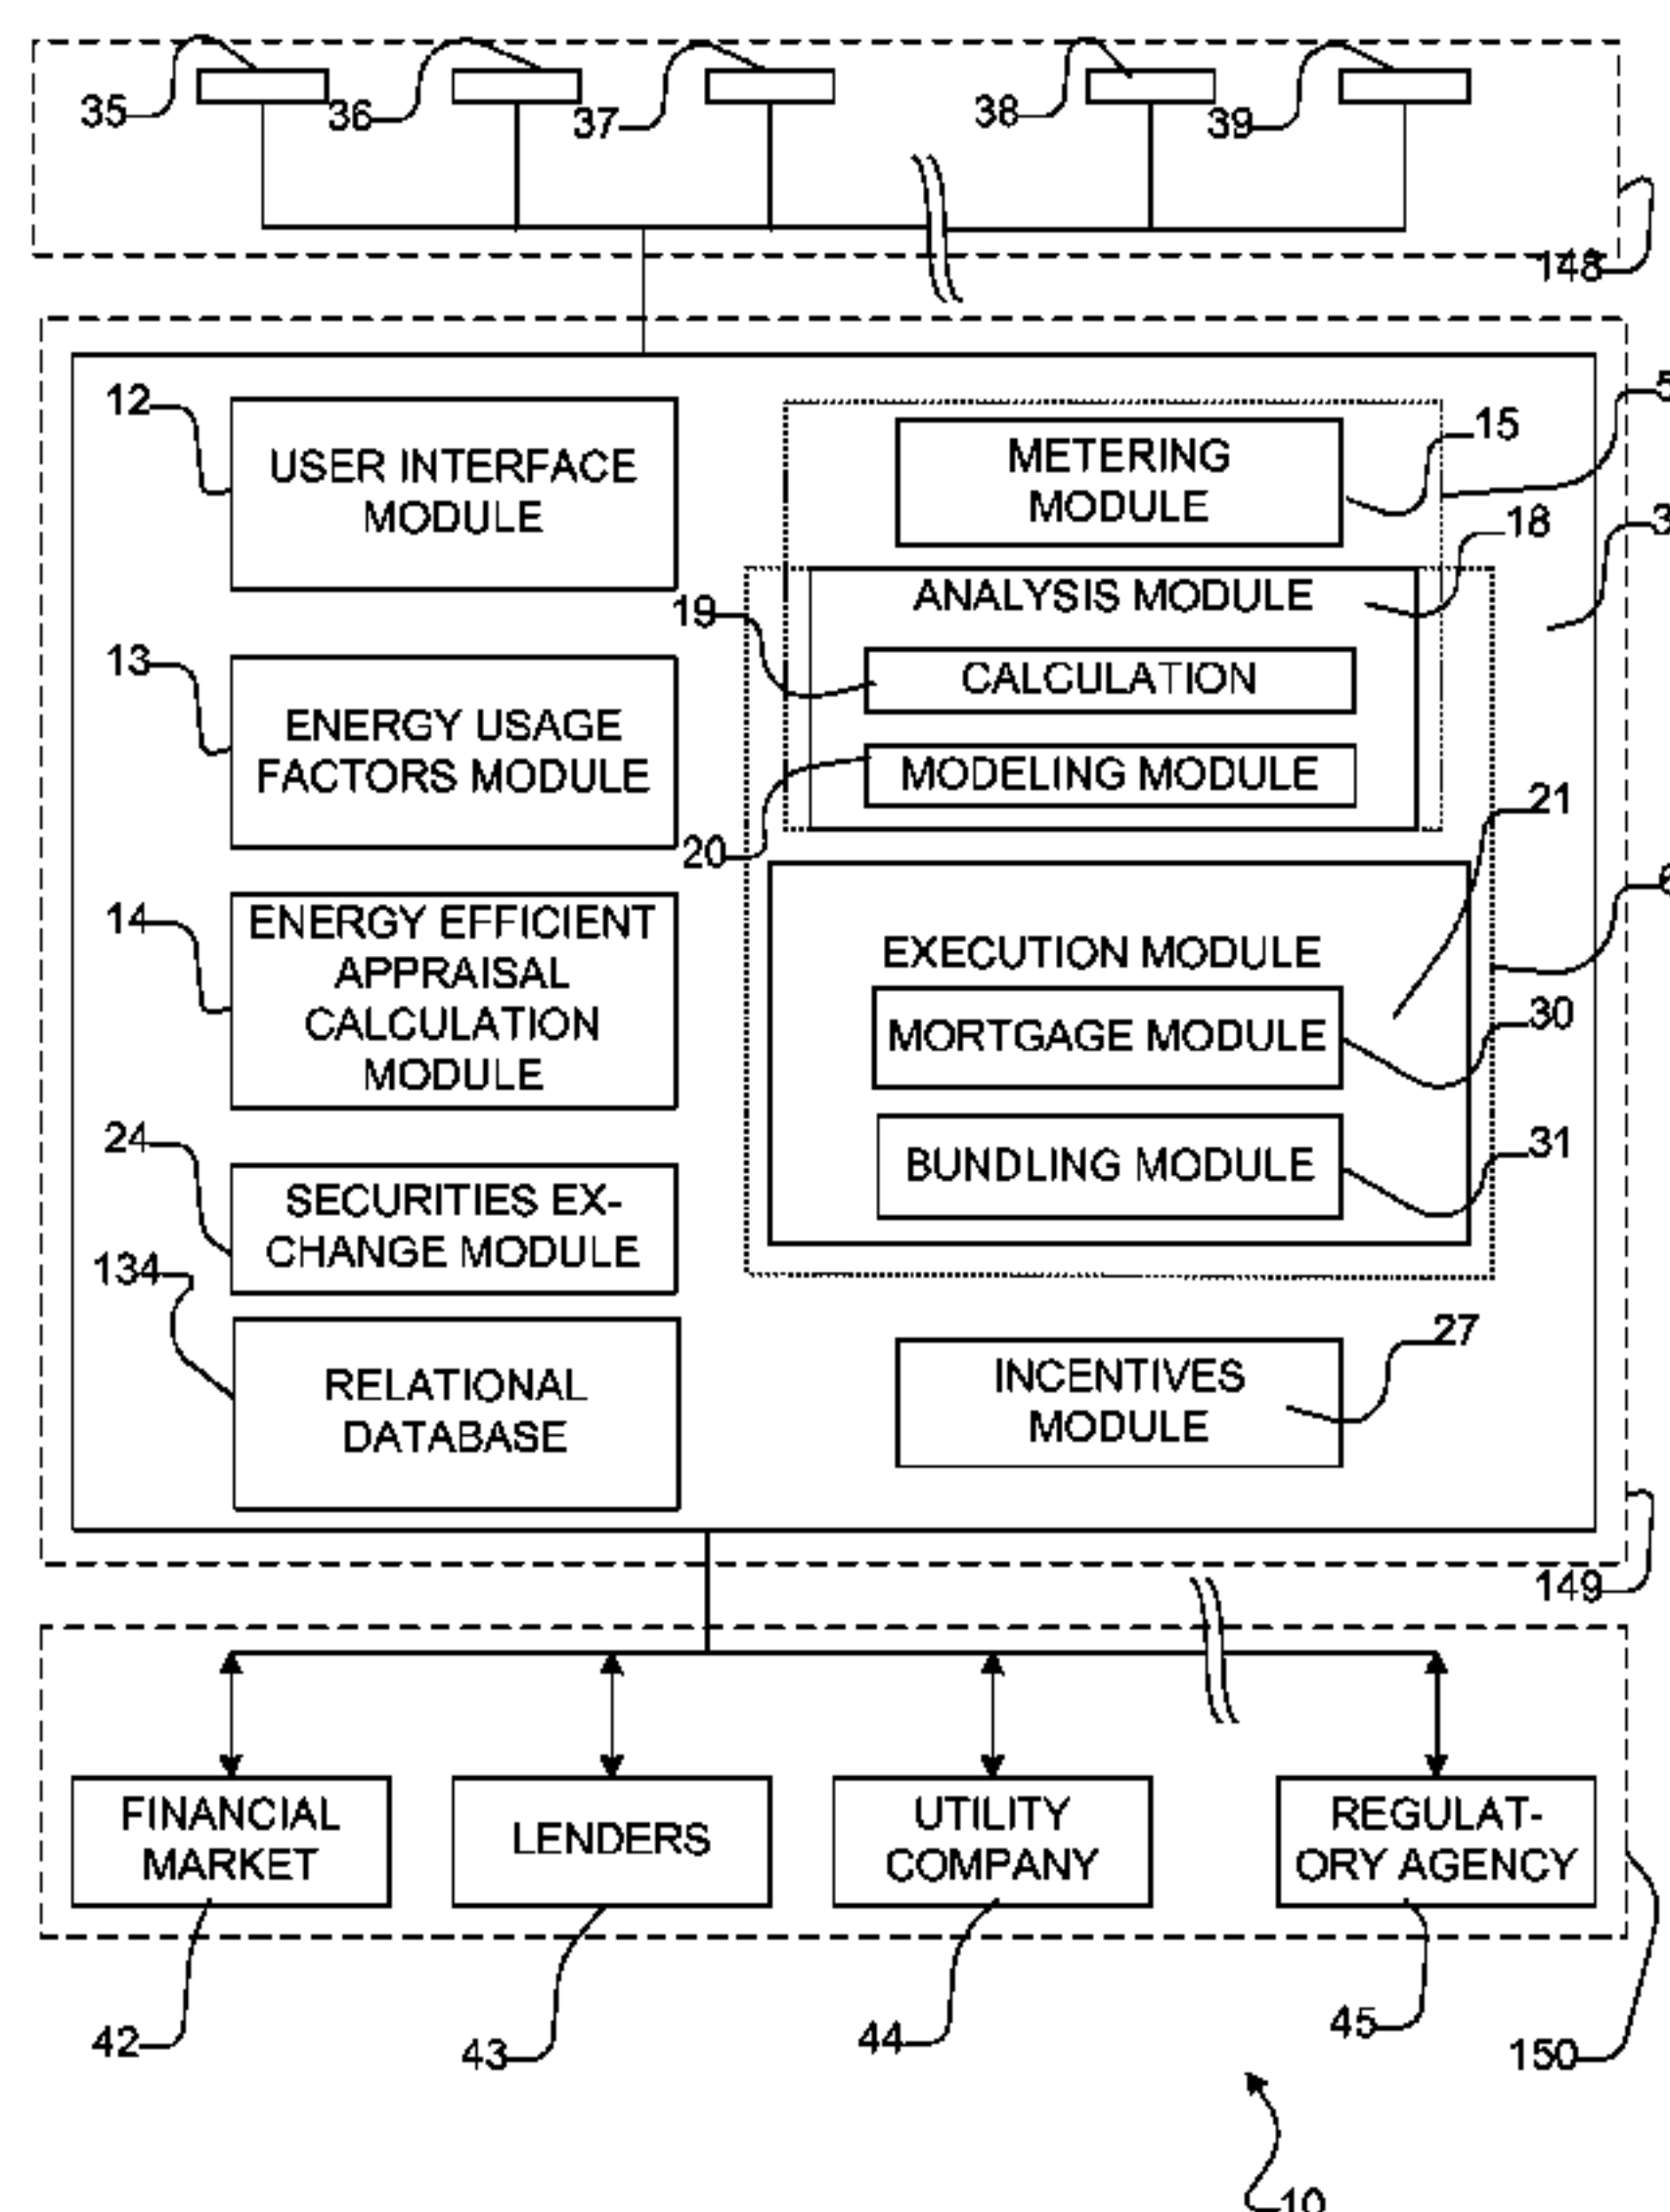 35
36
37
38
39
148
12
USER INTERFACE
MODULE
15
METERING
MODULE
18
ANALYSIS MODULE
19
CALCULATION
20
MODELING MODULE
13
ENERGY USAGE
FACTORS MODULE
21
14
ENERGY EFFICIENT
APPRAISAL
CALCULATION
MODULE
EXECUTION MODULE
30
MORTGAGE MODULE
31
BUNDLING MODULE
24
SECURITIES EX-
CHANGE MODULE
134
RELATIONAL
DATABASE
27
INCENTIVES
MODULE
149
FINANCIAL
MARKET
LENDERS
UTILITY
COMPANY
REGULAT-
ORY AGENCY
42
43
44
45
150
10